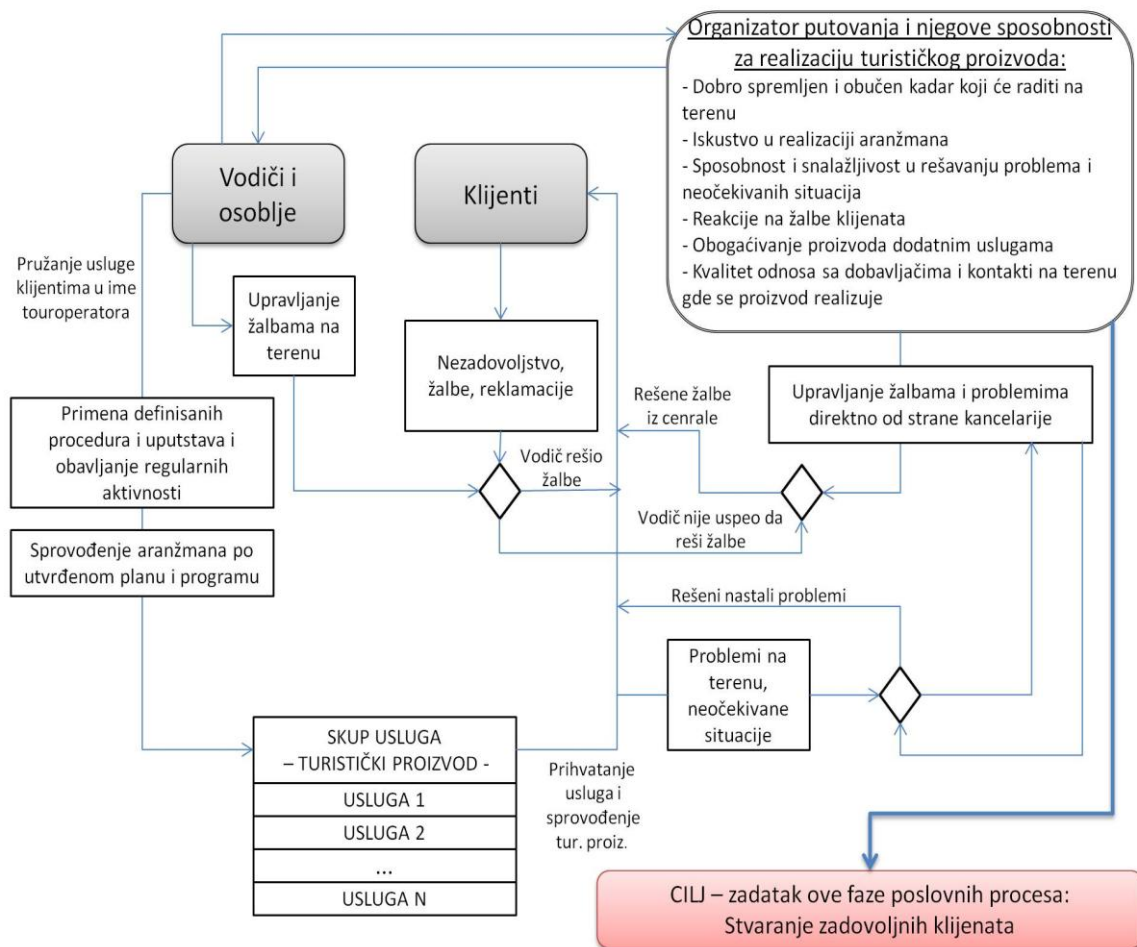 Organizator putovanja i njegove sposobnosti
za realizaciju turističkog proizvoda:
- Dobro spremljen i obučen kadar koji će raditi na
terenu
- Iskustvo u realizaciji aranžmana
- Sposobnost i snalažljivost u rešavanju problema i
neočekivanih situacija
- Reakcije na žalbe klijenata
- Obogaćivanje proizvoda dodatnim uslugama
- Kvalitet odnosa sa dobavljačima i kontakti na terenu
gde se proizvod realizuje
Vodiči i
osoblje
Klijenti
Pružanje usluge
klijentima u ime
touroperatora
Upravljanje
žalbama na
terenu
Nezadovoljstvo,
žalbe, reklamacije
Rešene žalbe
iz cenrale
Upravljanje žalbama i problemima
direktno od strane kancelarije
Primena definisanih
procedura i uputstava i
obavljanje regularnih
aktivnosti
Vodič rešio
žalbe
Vodič nije uspeo da
reši žalbe
Sprovođenje aranžmana po
utvrđenom planu i programu
Rešeni nastali problemi
Problemi na
terenu,
neočekivane
situacije
SKUP USLUGA
– TURISTIČKI PROIZVOD -
USLUGA 1
USLUGA 2
...
USLUGA N
Prihvatanje
usluga i
sprovođenje
tur. proiz.
CILJ – zadatak ove faze poslovnih procesa:
Stvaranje zadovoljnih klijenata